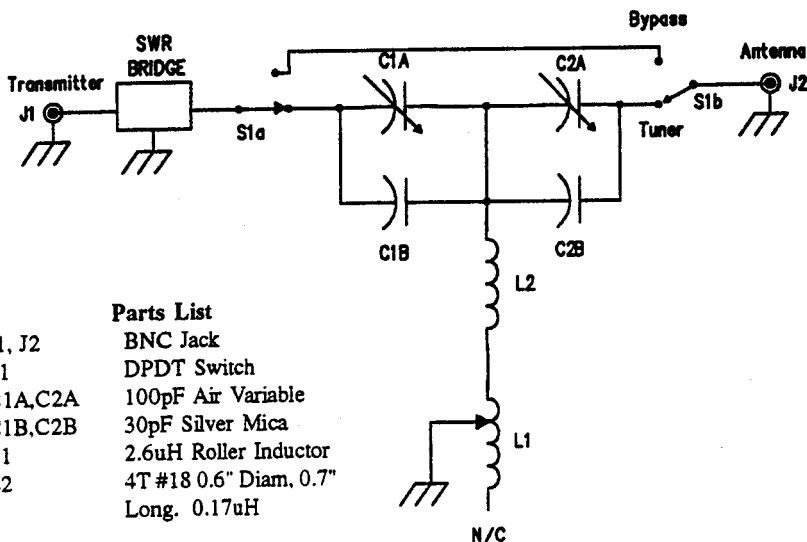 Bypass
SWR
BRIDGE
C1A
C2A
Antenna
Transmitter
J1
J2
S1a
S1b
Tuner
C1B
C2B
L2
Parts List
1, J2 BNC Jack
1 DPDT Switch
C1A,C2A 100pF Air Variable
C1B,C2B 30pF Silver Mica
1 2.6uH Roller Inductor
2 4T #18 0.6" Diam, 0.7"
Long. 0.17uH
L1
N/C